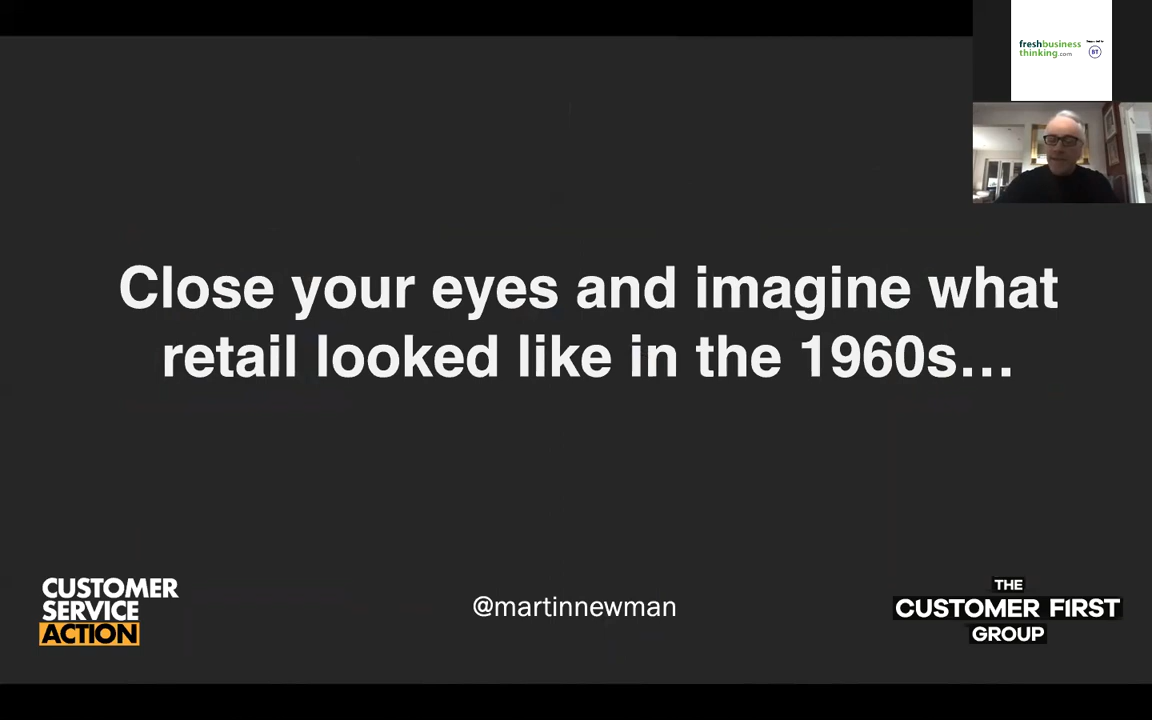 freshbusiness
thinking.com
BT
Close your eyes and imagine what
retail looked like in the 1960s...
CUSTOMER
SERVICE
ACTION
@martinnewman
THE
CUSTOMER FIRST
GROUP